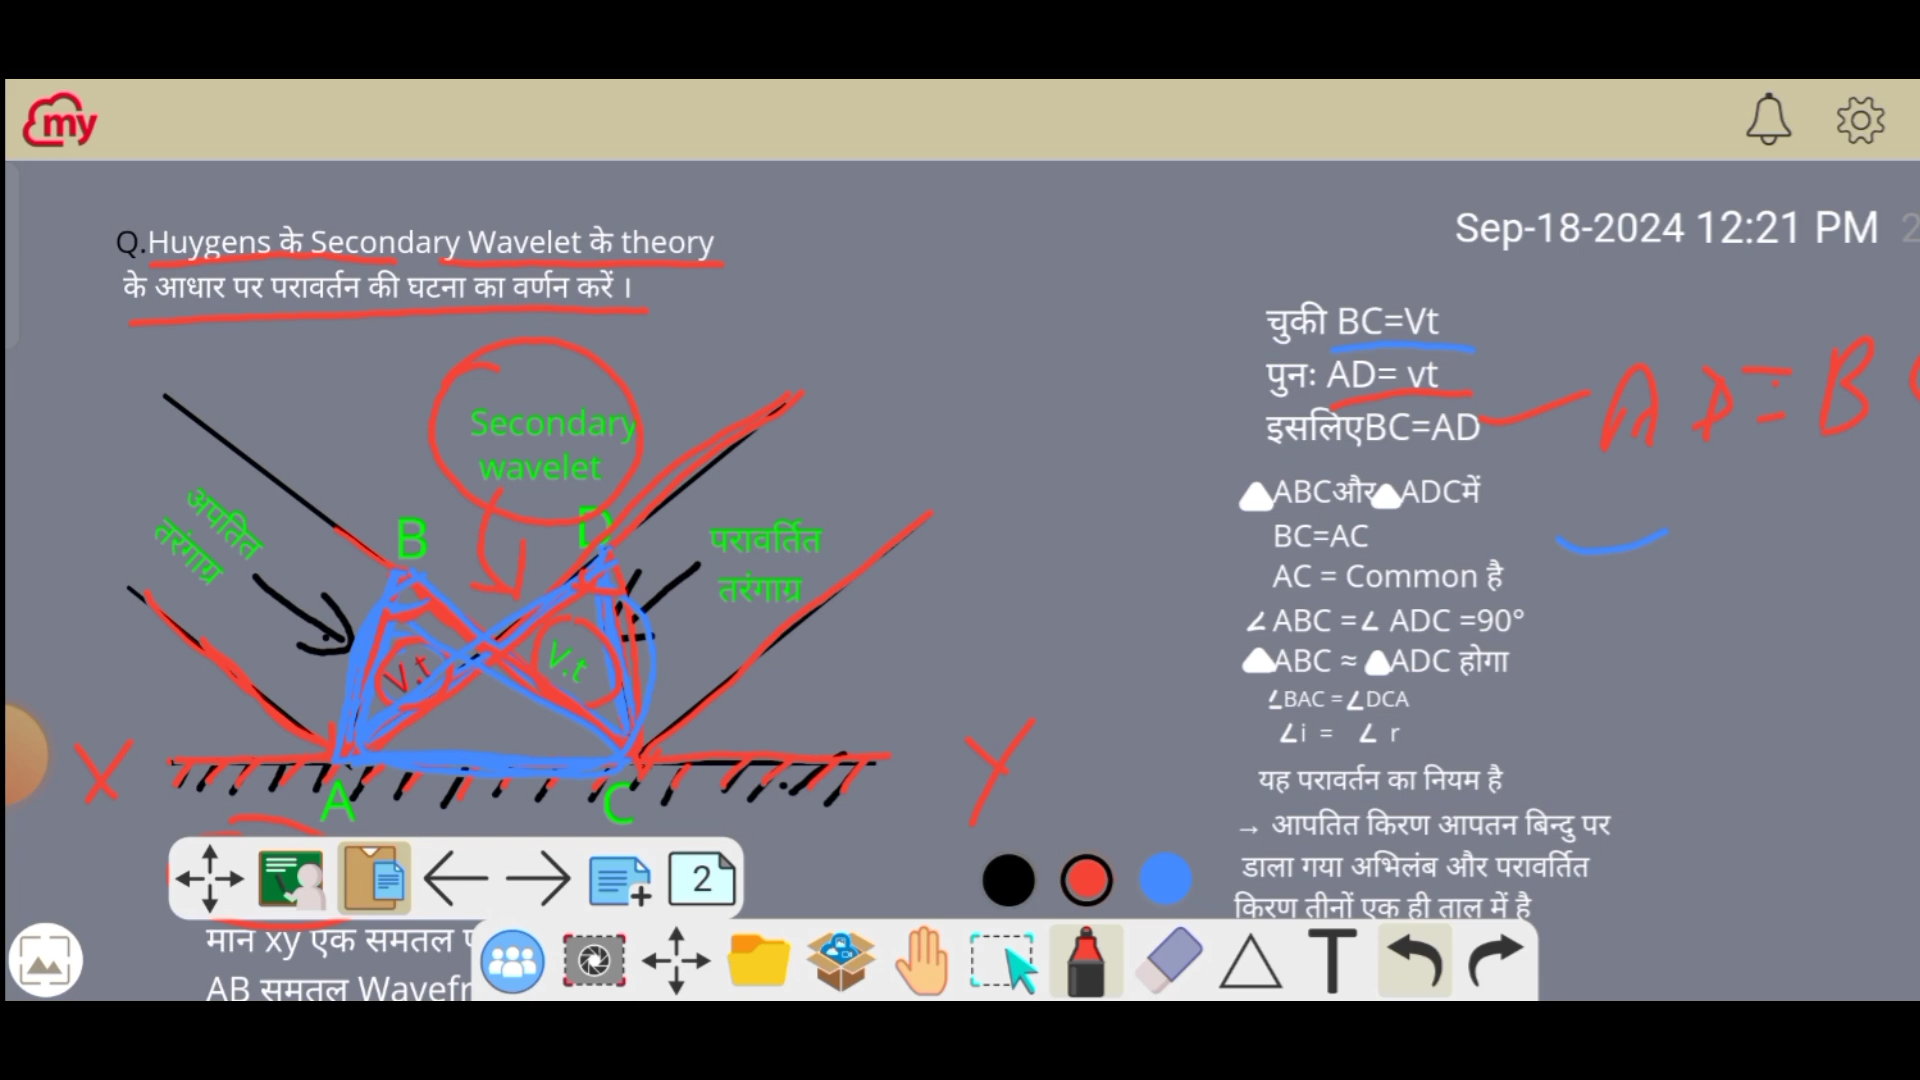 my
Sep-18-2024 12:21 PM
Q.Huygens के Secondary Wavelet के theory
के आधार पर परावर्तन की घटना का वर्णन करें ।
Secondary
wavelet
अपतित
तरंगाग्र
B
D
परावर्तित
तरंगाग्र
V.t
V.t
X
Y
A
C
मान xy एक समतल
AB समतल
चुकी BC=Vt
पुनः AD= vt
इसलिएBC=AD
AD=B
ABCऔर ADCमें
BC=AC
AC = Common है
∠ ABC =∠ ADC =90°
ABC ≈ ADC होगा
∠BAC =∠DCA
∠i = ∠ r
यह परावर्तन का नियम है
→ आपतित किरण आपतन बिन्दु पर
डाला गया अभिलंब और परावर्तित
किरण तीनों एक ही ताल में है
2
T